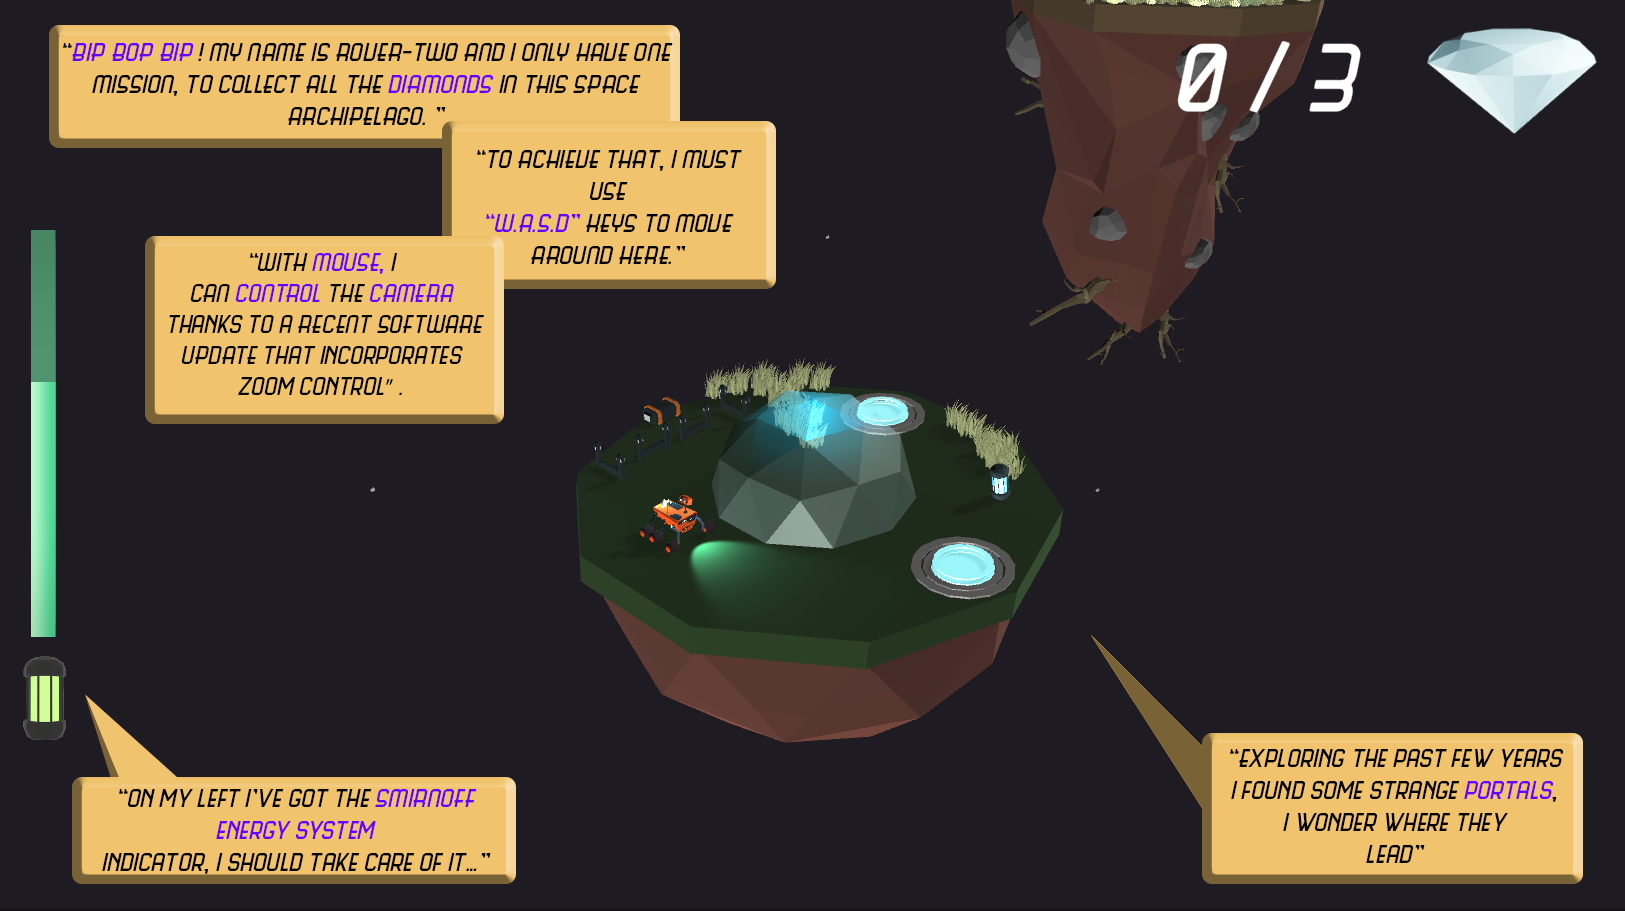 “BIP BOP BIP ! MY NAME IS ROVER-TWO AND I ONLY HAVE ONE
MISSION, TO COLLECT ALL THE DIAMONDS IN THIS SPACE
ARCHIPELAGO. ”
0/3
“TO ACHIEVE THAT, I MUST
USE
“W.A.S.D” KEYS TO MOVE
AROUND HERE.”
“WITH MOUSE, I
CAN CONTROL THE CAMERA
THANKS TO A RECENT SOFTWARE
UPDATE THAT INCORPORATES
ZOOM CONTROL” .
“ON MY LEFT I’VE GOT THE SMIRNOFF
ENERGY SYSTEM
INDICATOR, I SHOULD TAKE CARE OF IT...”
“EXPLORING THE PAST FEW YEARS
I FOUND SOME STRANGE PORTALS,
I WONDER WHERE THEY
LEAD”